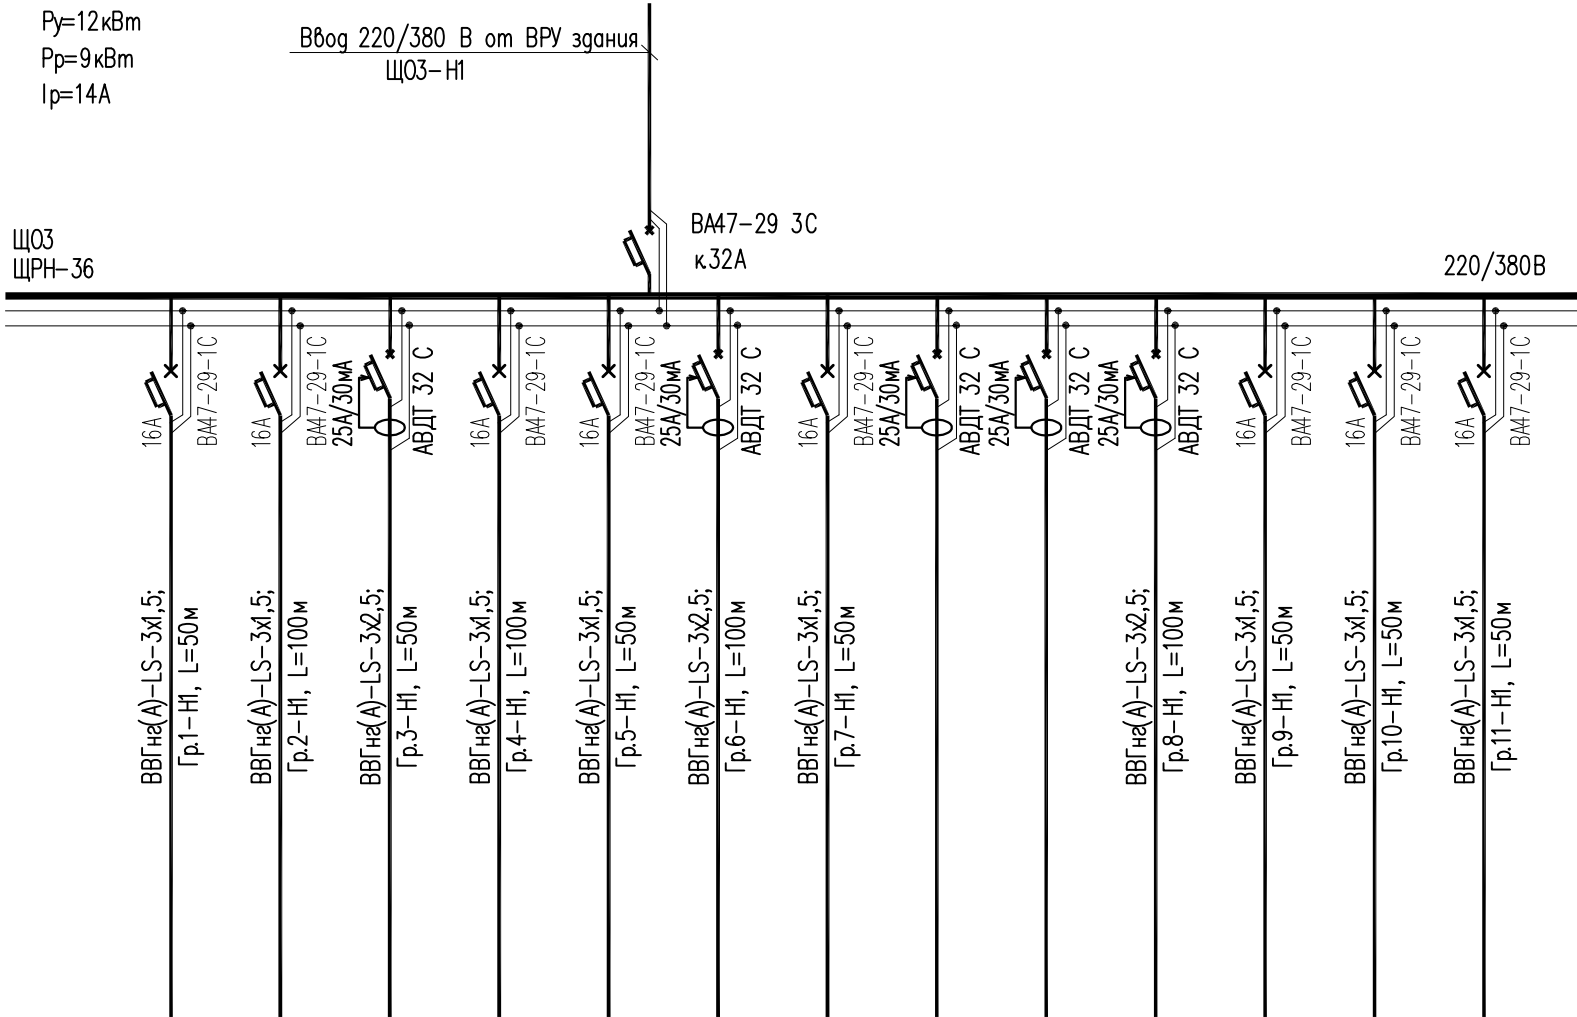 Ру=12кВт
Рр=9кВт
Iр=14А
Ввод 220/380 В от ВРУ здания
ЩО3-Н1
ВА47-29 3С
к.32А
ЩО3
ЩРН-36
220/380В
16А
ВА47-29-1С
16А
ВА47-29-1С
25А/30мА
АВДТ 32 С
16А
ВА47-29-1С
16А
ВА47-29-1С
25А/30мА
АВДТ 32 С
16А
ВА47-29-1С
25А/30мА
АВДТ 32 С
25А/30мА
АВДТ 32 С
25А/30мА
АВДТ 32 С
16А
ВА47-29-1С
16А
ВА47-29-1С
16А
ВА47-29-1С
ВВГнг(А)-LS-3х1,5;
Гр.1-Н1, L=50м
ВВГнг(А)-LS-3х1,5;
Гр.2-Н1, L=100м
ВВГнг(А)-LS-3х2,5;
Гр.3-Н1, L=50м
ВВГнг(А)-LS-3х1,5;
Гр.4-Н1, L=100м
ВВГнг(А)-LS-3х1,5;
Гр.5-Н1, L=50м
ВВГнг(А)-LS-3х2,5;
Гр.6-Н1, L=100м
ВВГнг(А)-LS-3х1,5;
Гр.7-Н1, L=50м
ВВГнг(А)-LS-3х2,5;
Гр.8-Н1, L=100м
ВВГнг(А)-LS-3х1,5;
Гр.9-Н1, L=50м
ВВГнг(А)-LS-3х1,5;
Гр.10-Н1, L=50м
ВВГнг(А)-LS-3х1,5;
Гр.11-Н1, L=50м